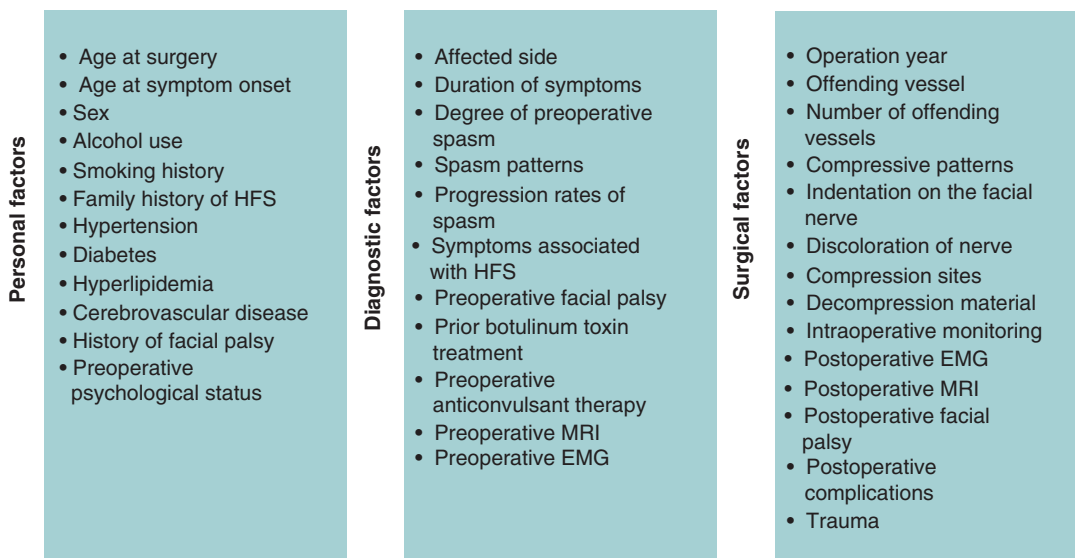 Personal factors
• Age at surgery
• Age at symptom onset
• Sex
• Alcohol use
• Smoking history
• Family history of HFS
• Hypertension
• Diabetes
• Hyperlipidemia
• Cerebrovascular disease
• History of facial palsy
• Preoperative
psychological status
Diagnostic factors
• Affected side
• Duration of symptoms
• Degree of preoperative
spasm
• Spasm patterns
• Progression rates of
spasm
• Symptoms associated
with HFS
• Preoperative facial palsy
• Prior botulinum toxin
treatment
• Preoperative
anticonvulsant therapy
• Preoperative MRI
• Preoperative EMG
Surgical factors
• Operation year
• Offending vessel
• Number of offending
vessels
• Compressive patterns
• Indentation on the facial
nerve
• Discoloration of nerve
• Compression sites
• Decompression material
• Intraoperative monitoring
• Postoperative EMG
• Postoperative MRI
• Postoperative facial
palsy
• Postoperative
complications
• Trauma